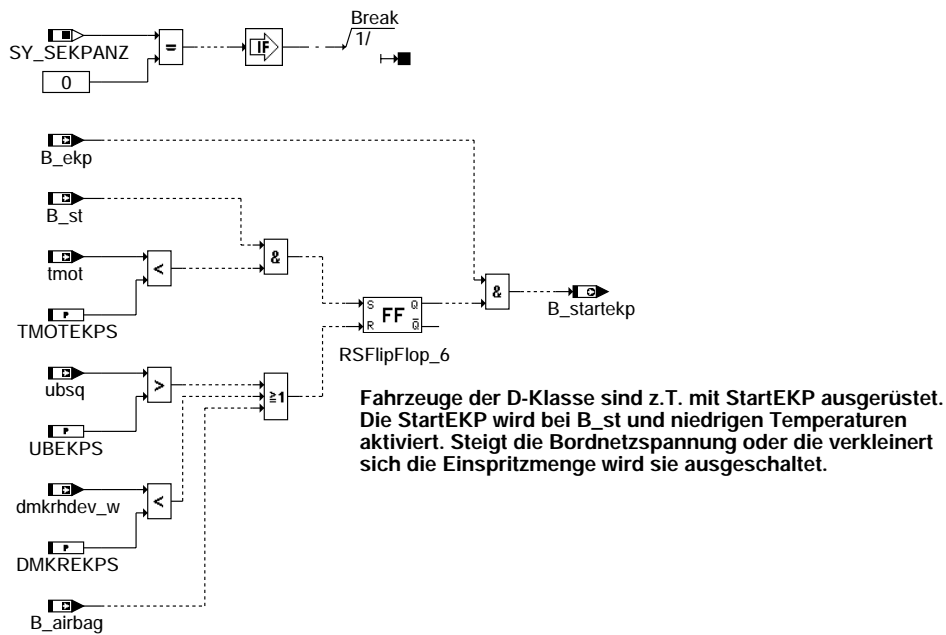 Break
1/
SY_SEKPANZ
=
IF
0
B_ekp
B_st
&
tmot
<
TMOTEKPS
P
&
B_startekp
S Q
FF
R Q
RSFlipFlop_6
ubsq
>
UBEKPS
P
≥1
Fahrzeuge der D-Klasse sind z.T. mit StartEKP ausgerüstet.
Die StartEKP wird bei B_st und niedrigen Temperaturen
aktiviert. Steigt die Bordnetzspannung oder die verkleinert
sich die Einspritzmenge wird sie ausgeschaltet.
dmkrhdev_w
<
P
DMKREKPS
B_airbag